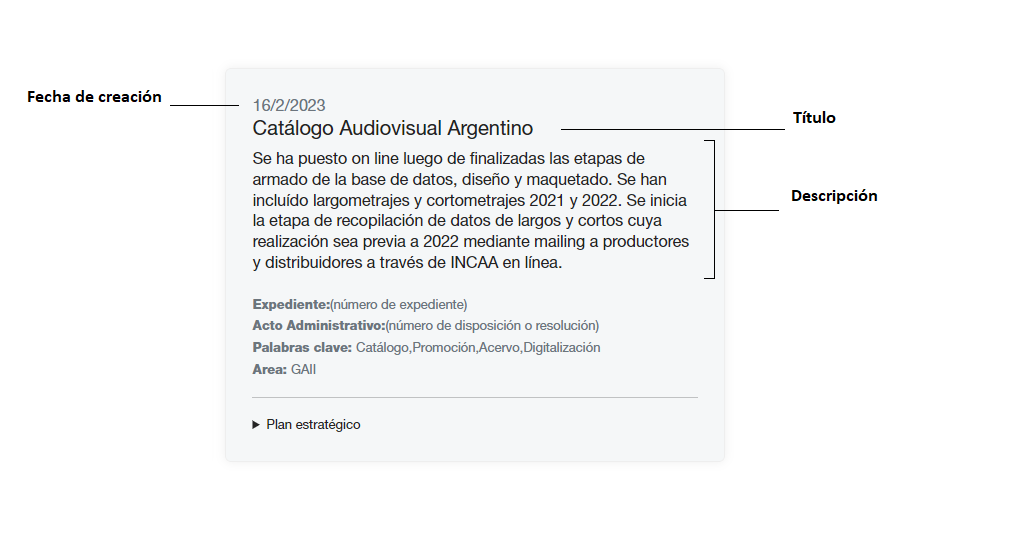 Fecha de creación
16/2/2023
Título
Catálogo Audiovisual Argentino
Se ha puesto on line luego de finalizadas las etapas de
armado de la base de datos, diseño y maquetado. Se han
incluído largometrajes y cortometrajes 2021 y 2022. Se inicia
la etapa de recopilación de datos de largos y cortos cuya
realización sea previa a 2022 mediante mailing a productores
y distribuidores a través de INCAA en línea.
Descripción
Expediente:(número de expediente)
Acto Administrativo:(número de disposición o resolución)
Palabras clave: Catálogo,Promoción,Acervo,Digitalización
Area: GAII
Plan estratégico